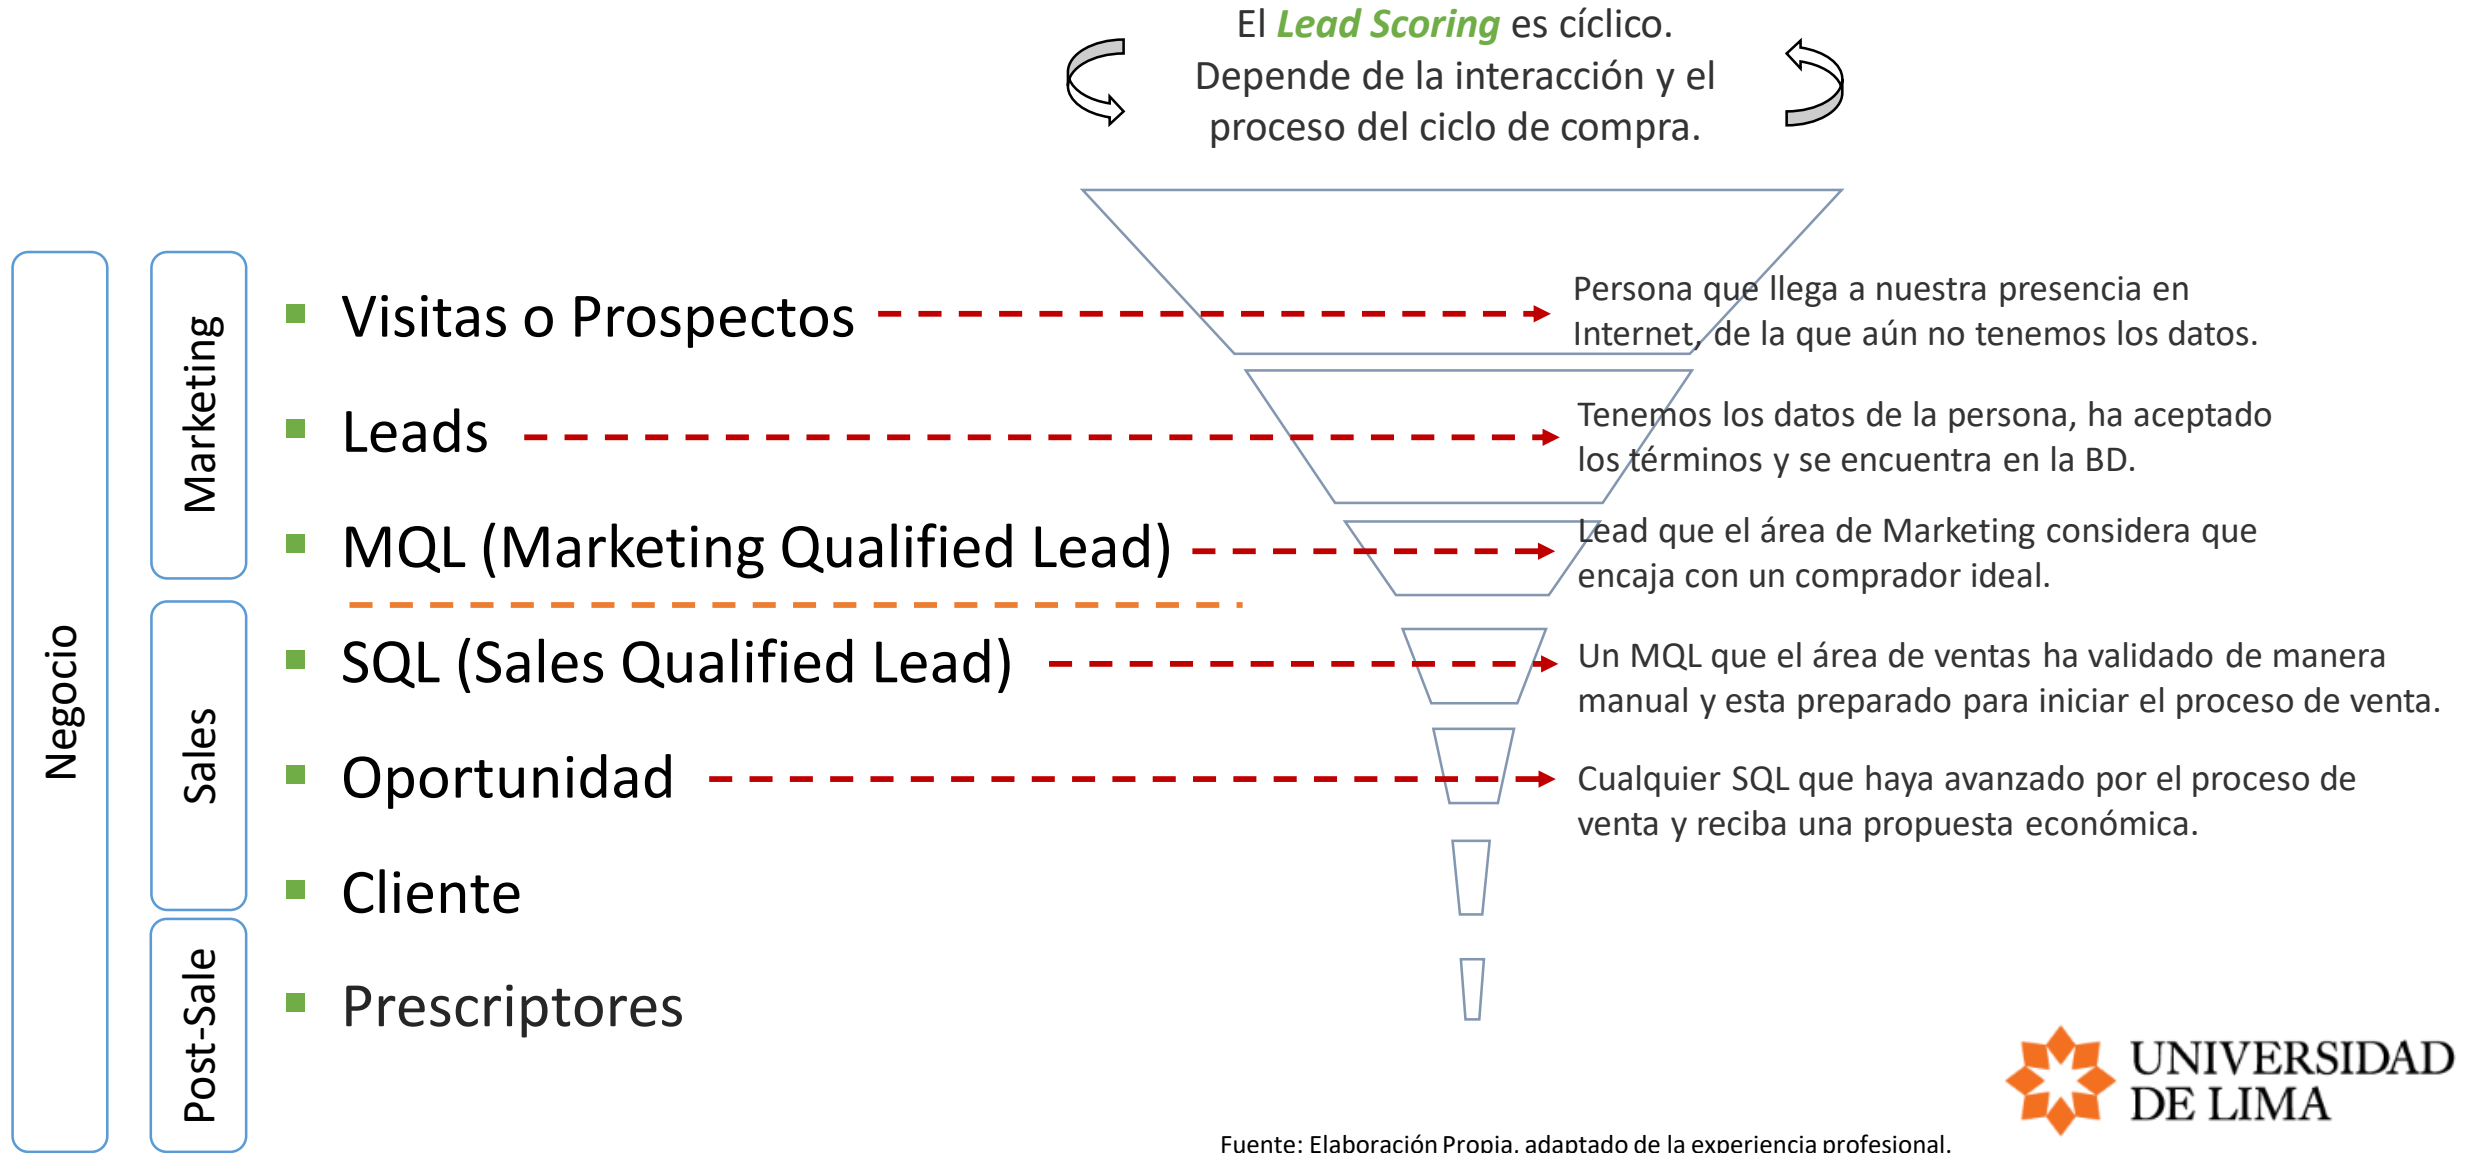 El Lead Scoring es cíclico.
Depende de la interacción y el
proceso del ciclo de compra.
Negocio
Marketing
Sales
Post-Sale
Visitas o Prospectos
Persona que llega a nuestra presencia en
Internet, de la que aún no tenemos los datos.
Leads
Tenemos los datos de la persona, ha aceptado
los términos y se encuentra en la BD.
MQL (Marketing Qualified Lead)
Lead que el área de Marketing considera que
encaja con un comprador ideal.
SQL (Sales Qualified Lead)
Un MQL que el área de ventas ha validado de manera
manual y esta preparado para iniciar el proceso de venta.
Oportunidad
Cualquier SQL que haya avanzado por el proceso de
venta y reciba una propuesta económica.
Cliente
Prescriptores
UNIVERSIDAD
DE LIMA
Fuente: Elaboración Propia, adaptado de la experiencia profesional.